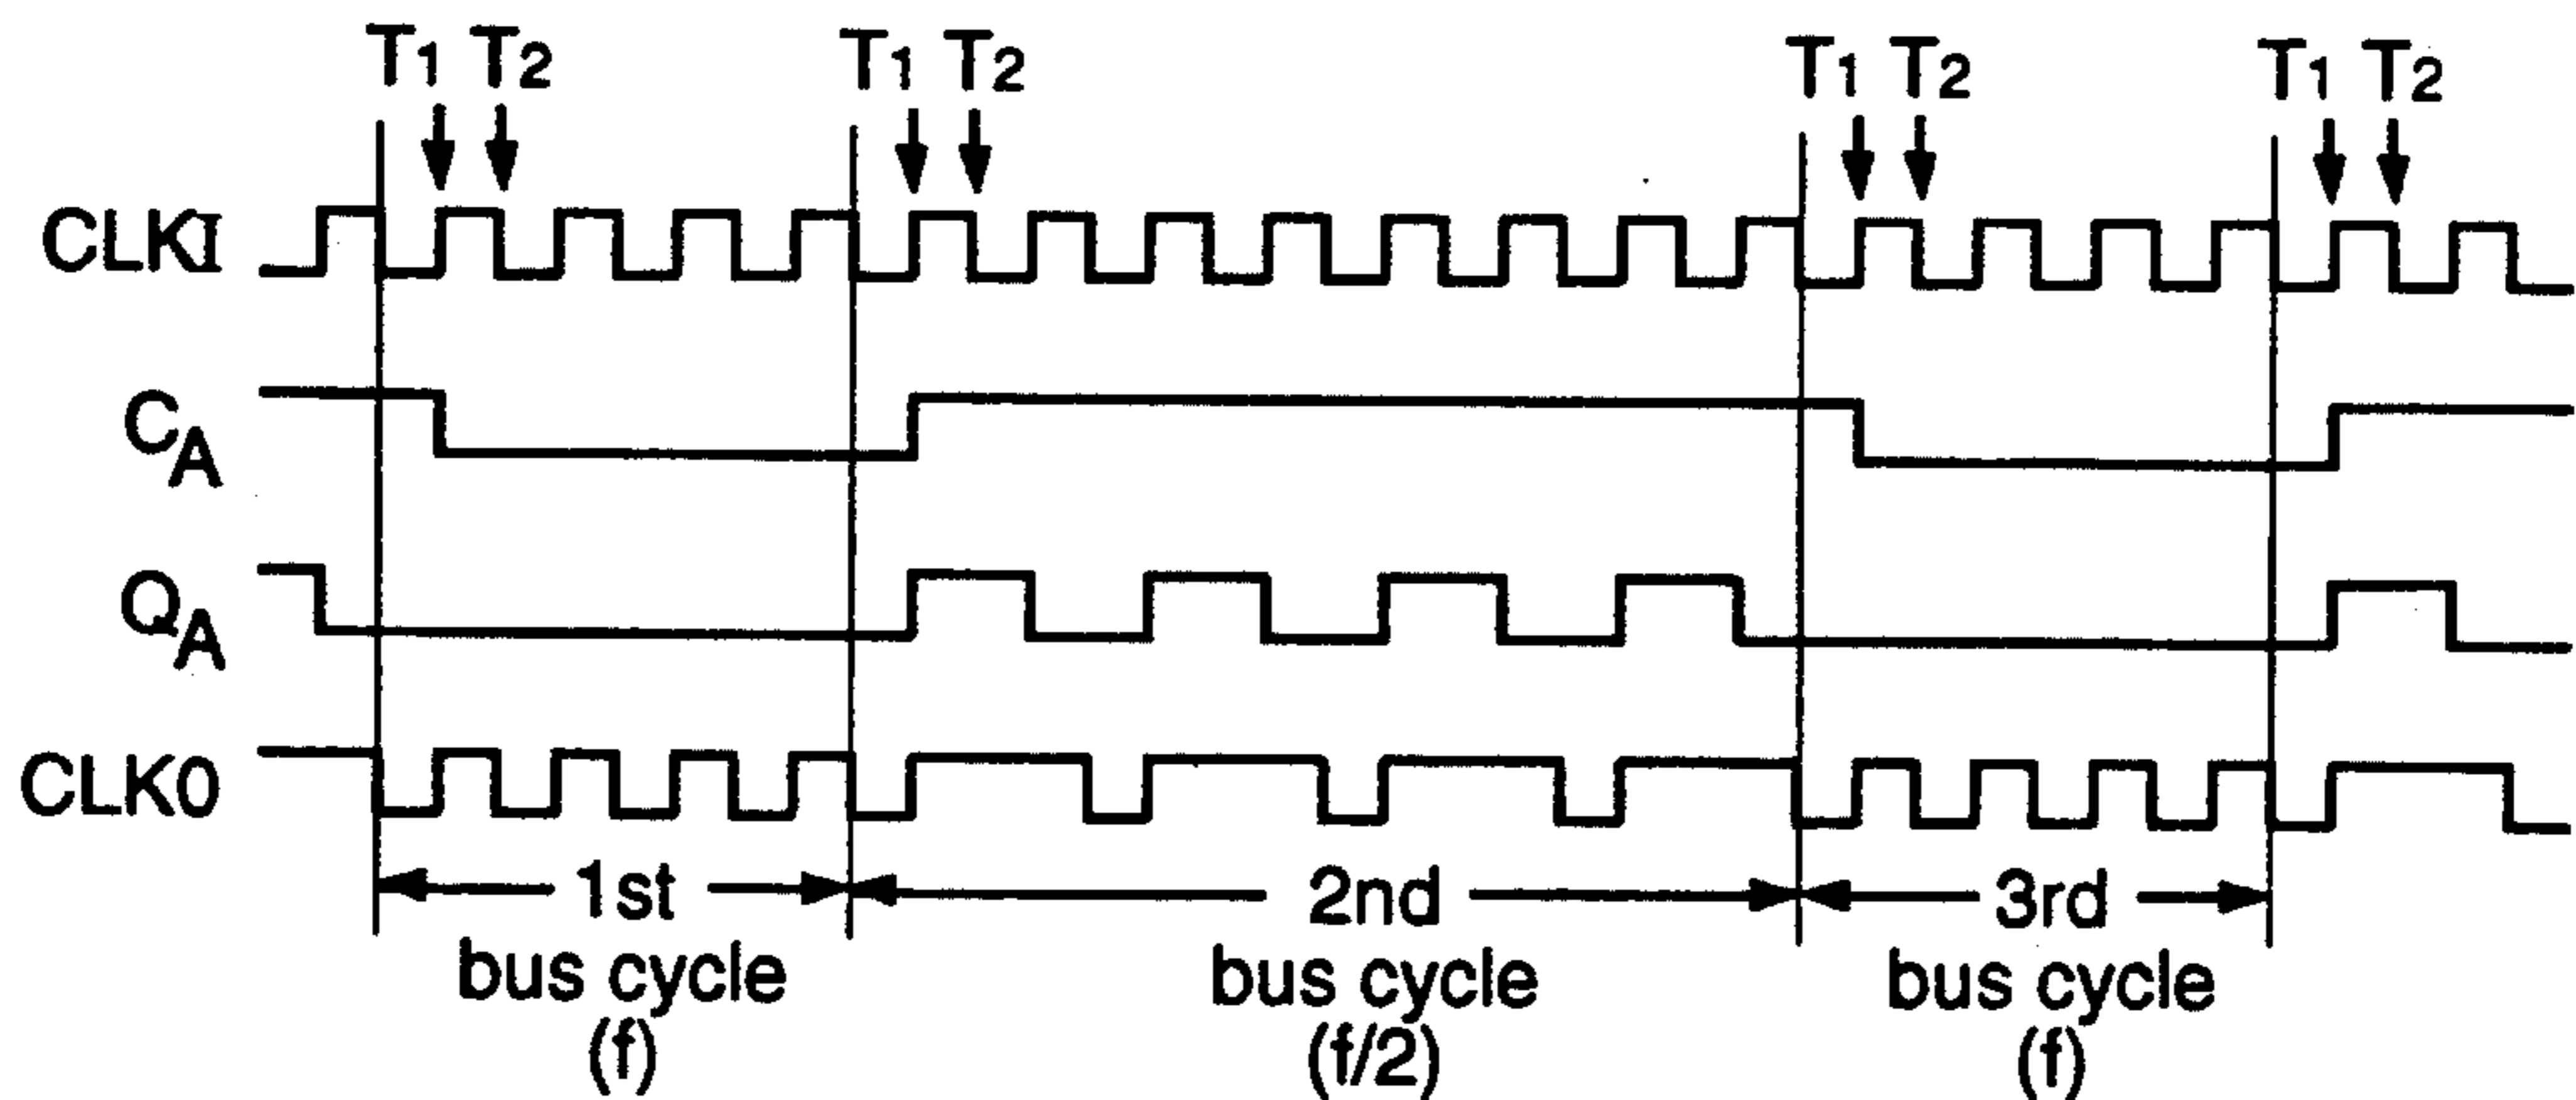 T1 T2 T1 T2 T1 T2 T1 T2
CLKI
CA
QA
CLK0
1st 2nd 3rd
bus cycle bus cycle bus cycle
(f) (f/2) (f)